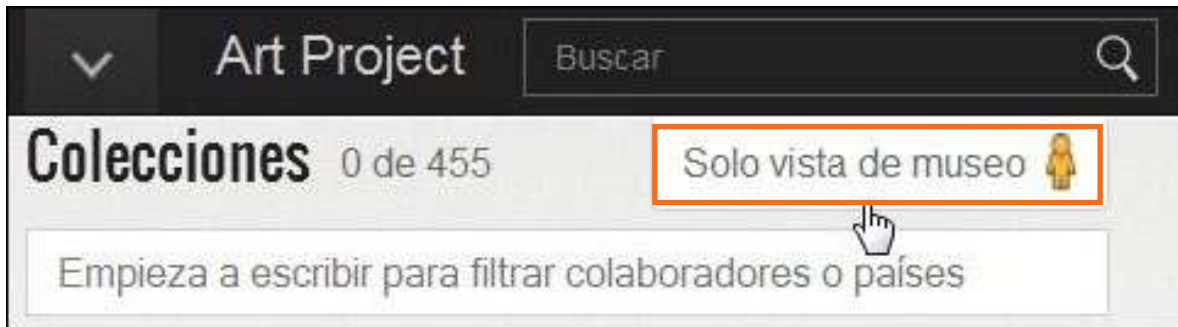 Art Project
Buscar
Colecciones 0 de 455
Solo vista de museo
Empieza a escribir para filtrar colaboradores o países